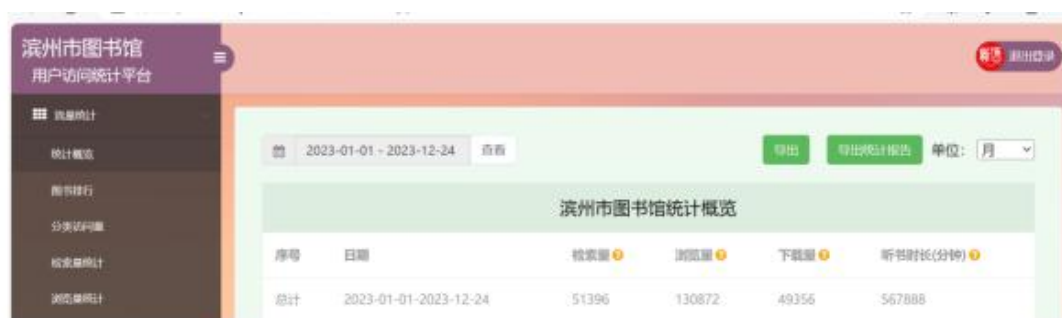 滨州市图书馆
用户访问统计平台
退出登录
流量统计
统计概览
图书排行
分类访问量
检索量统计
浏览量统计
2023-01-01 - 2023-12-24 查看
导出 导出统计报告 单位: 月
滨州市图书馆统计概览
序号 日期 检索量 浏览量 下载量 听书时长(分钟)
总计 2023-01-01-2023-12-24 51396 130872 49356 567888